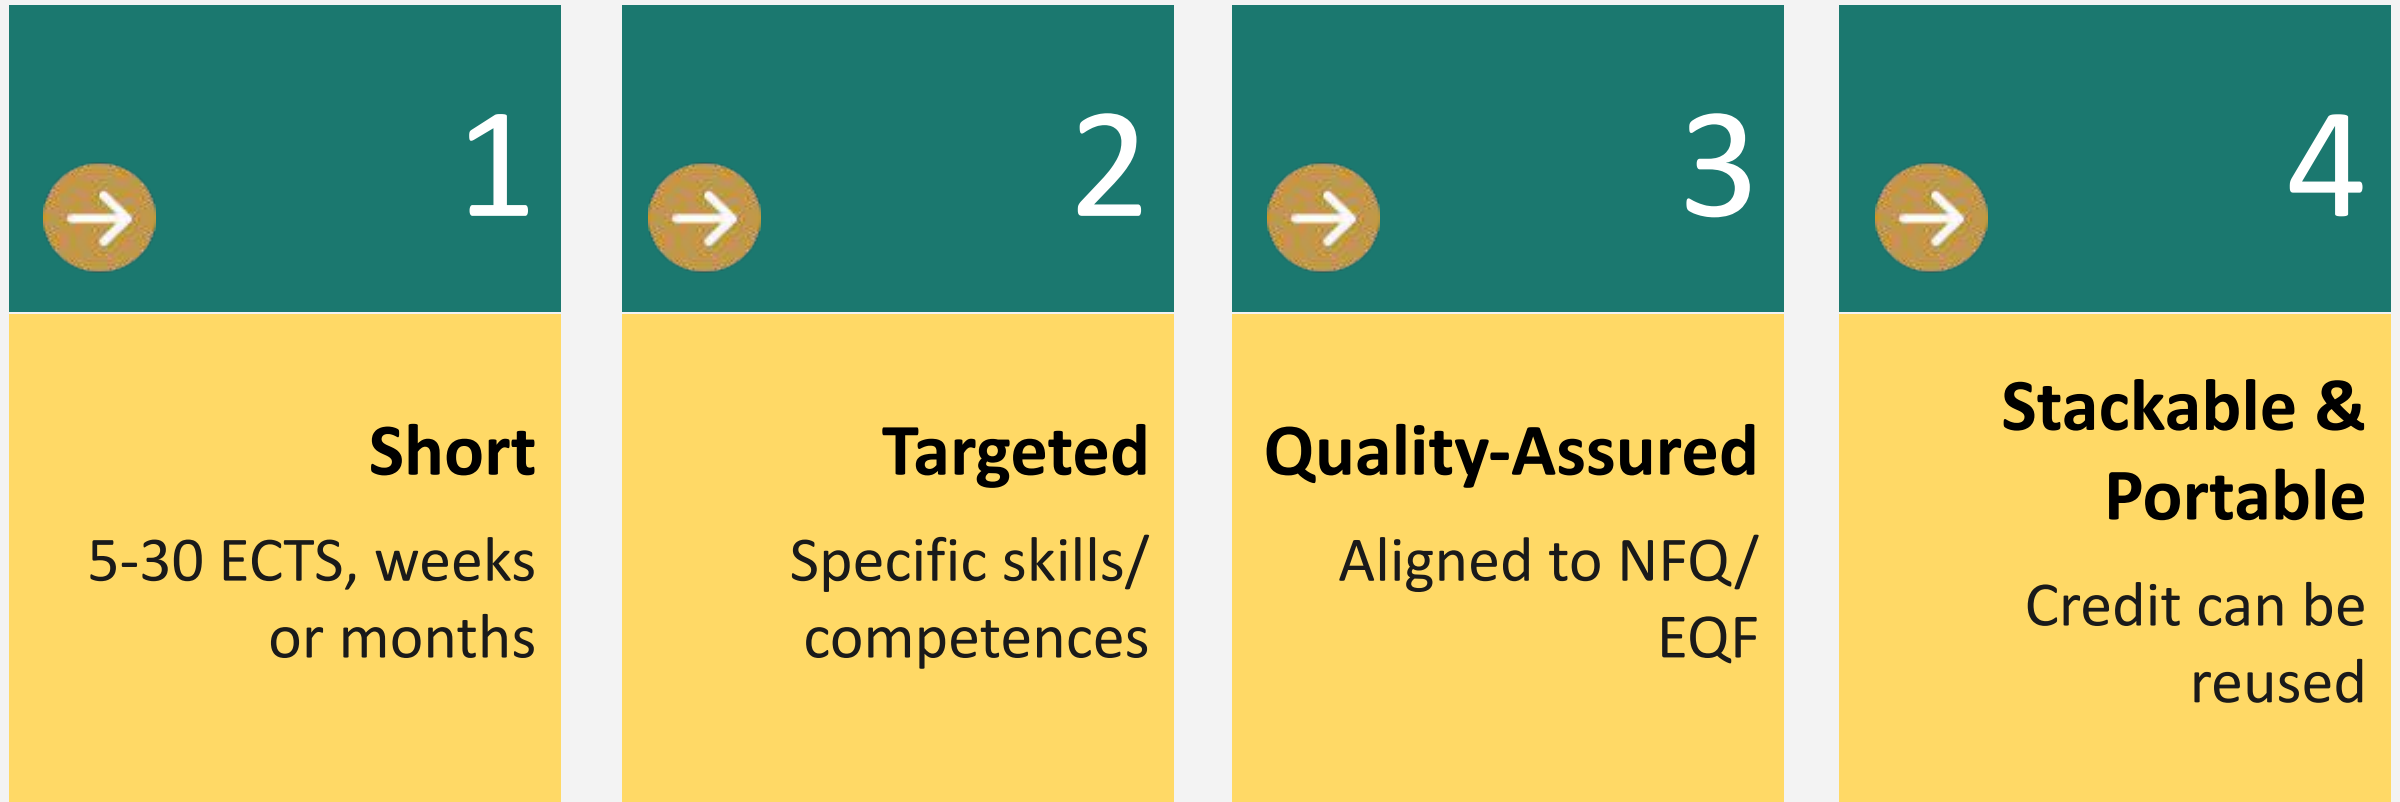 1
Short
5-30 ECTS, weeks
or months
2
Targeted
Specific skills/
competences
3
Quality-Assured
Aligned to NFQ/
EQF
4
Stackable &
Portable
Credit can be
reused